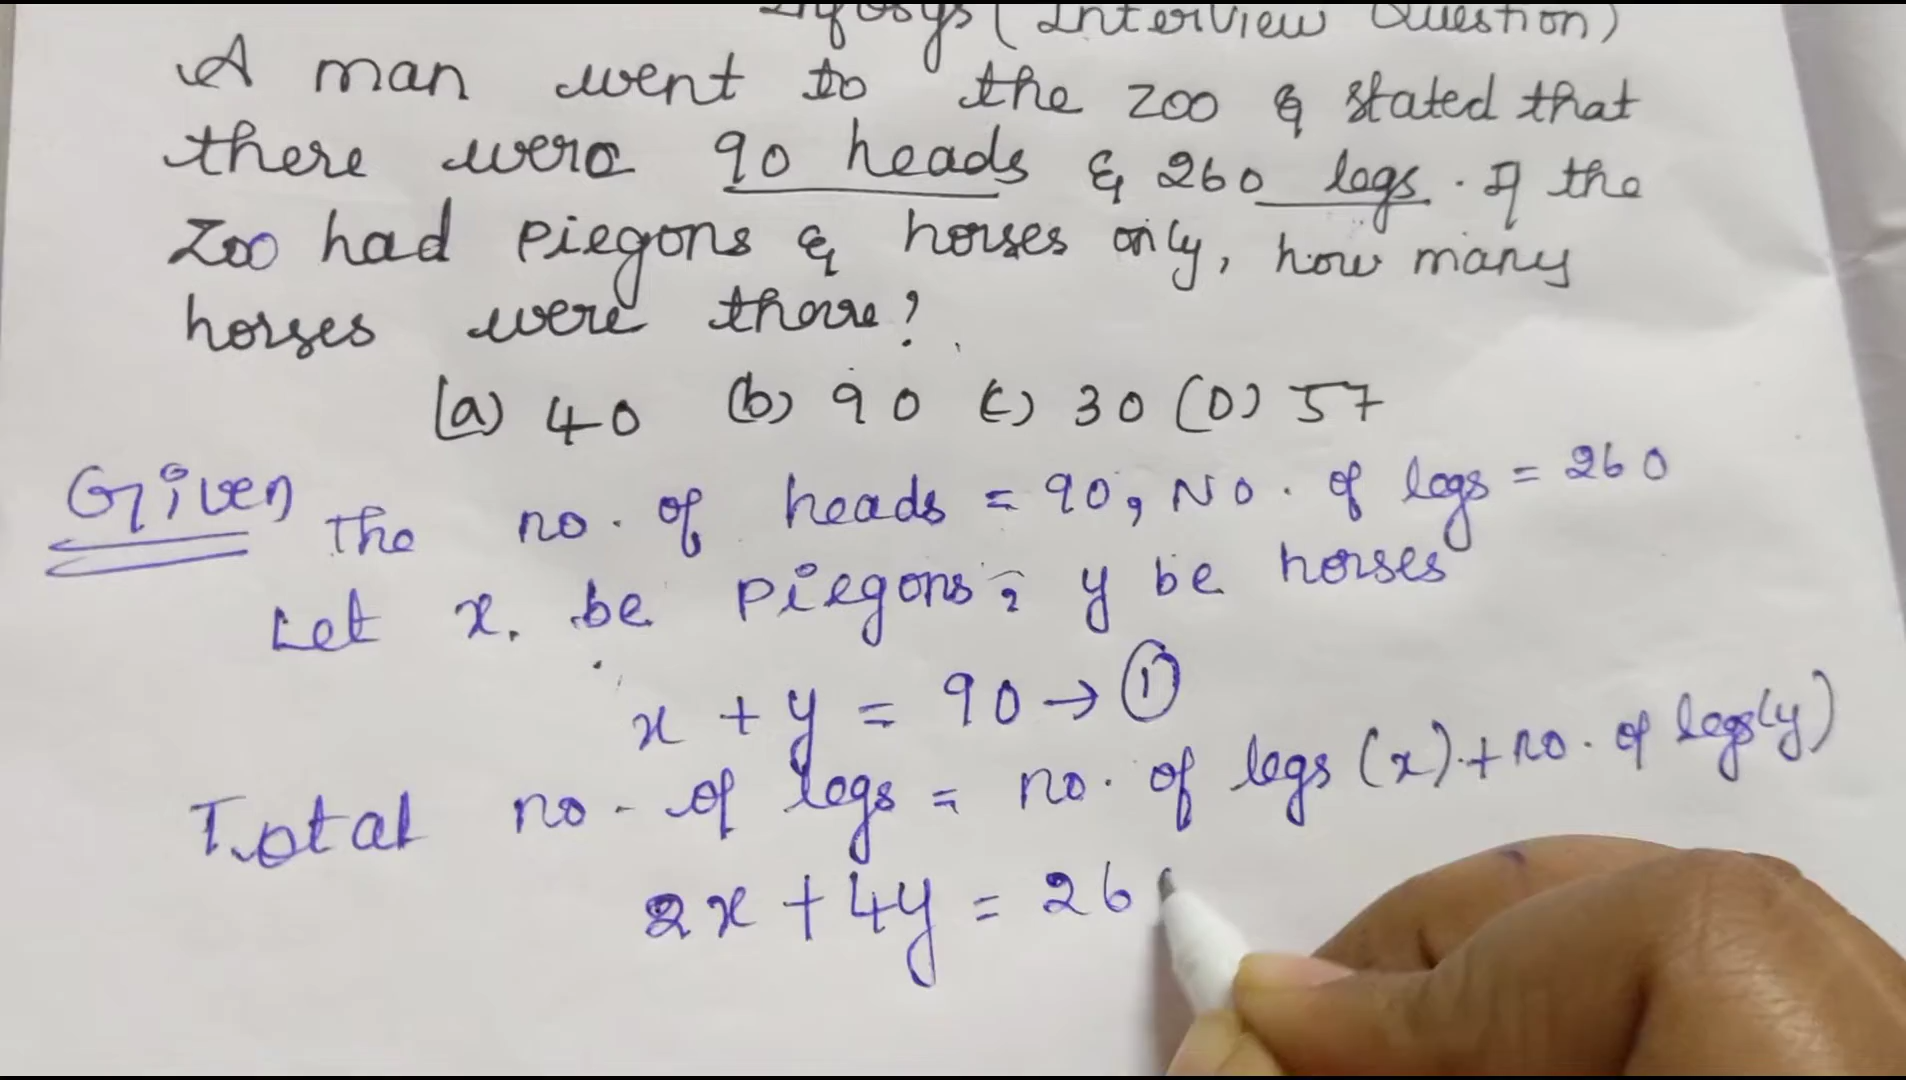 Infosys (Interview Question)
A man went to the zoo & stated that
there were 90 heads & 260 legs. If the
Zoo had Piegons & horses only, how many
horses were there?
(a) 40 (b) 90 (c) 30 (D) 57
Given the no. of heads = 90, No. of legs = 260
Let x. be Piegons, y be horses
x + y = 90 → ①
Total no. of legs = no. of legs (x) + no. of legs (y)
2x + 4y = 26